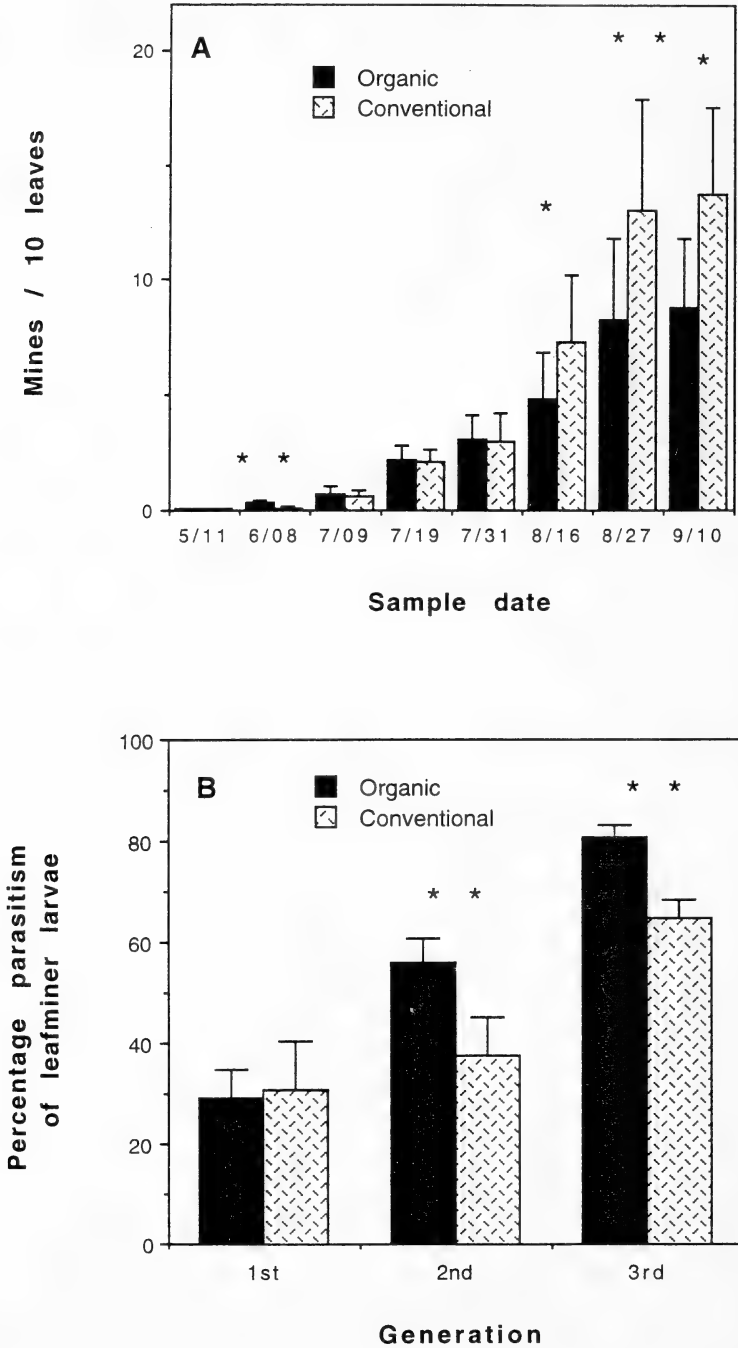 A
20
10
0
Organic
Conventional
* *
*
*
* *
Mines / 10 leaves
5/11 6/08 7/09 7/19 7/31 8/16 8/27 9/10
Sample date
B
100
80
60
40
20
0
Organic
Conventional
* *
* *
Percentage parasitism
of leafminer larvae
1st 2nd 3rd
Generation